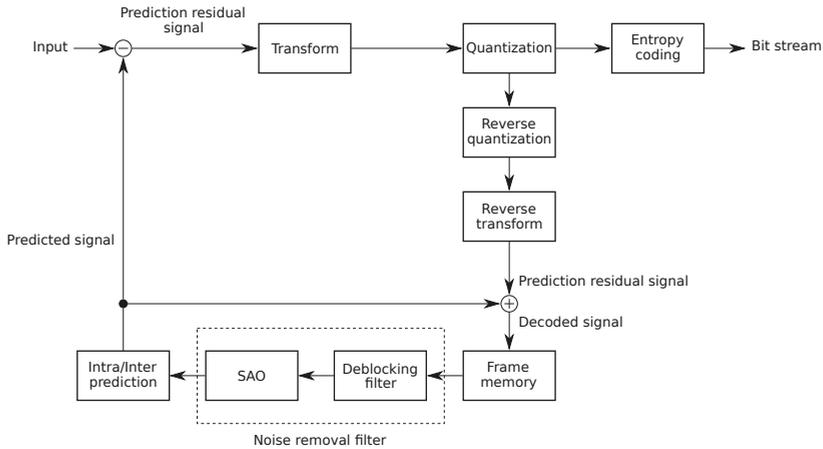 Prediction residual
signal
Input
−
Transform
Quantization
Entropy
coding
Bit stream
Reverse
quantization
Reverse
transform
Predicted signal
Prediction residual signal
+
Decoded signal
Intra/Inter
prediction
SAO
Deblocking
filter
Frame
memory
Noise removal filter